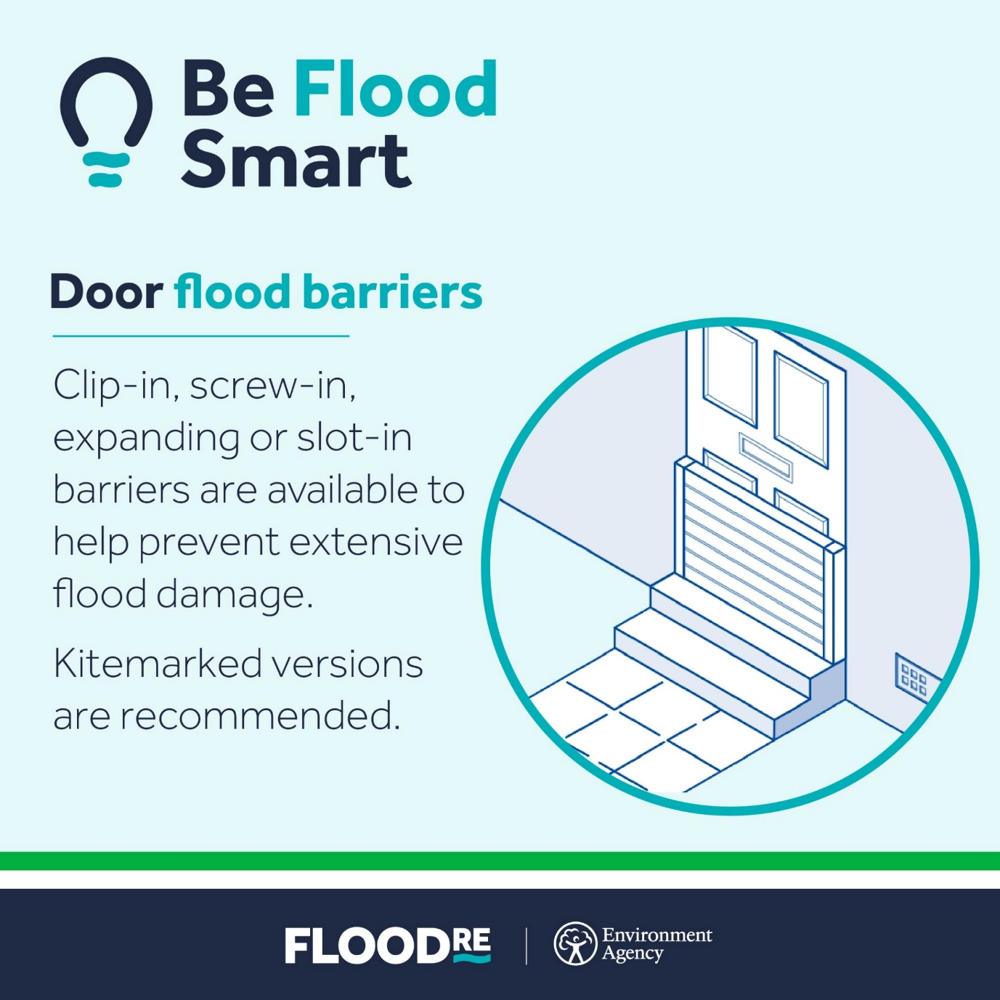 Be Flood
Smart
Door flood barriers
Clip-in, screw-in,
expanding or slot-in
barriers are available to
help prevent extensive
flood damage.
Kitemarked versions
are recommended.
FLOODRE
Environment
Agency